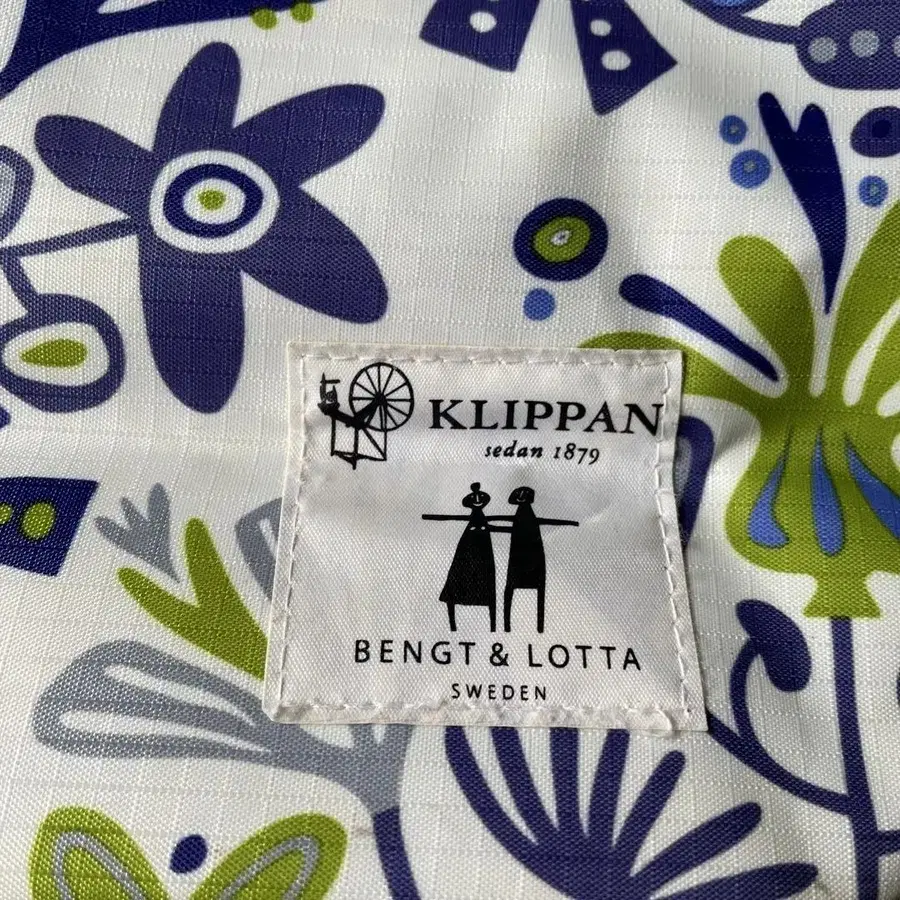 KLIPPAN
sedan 1879
BENGT & LOTTA
SWEDEN